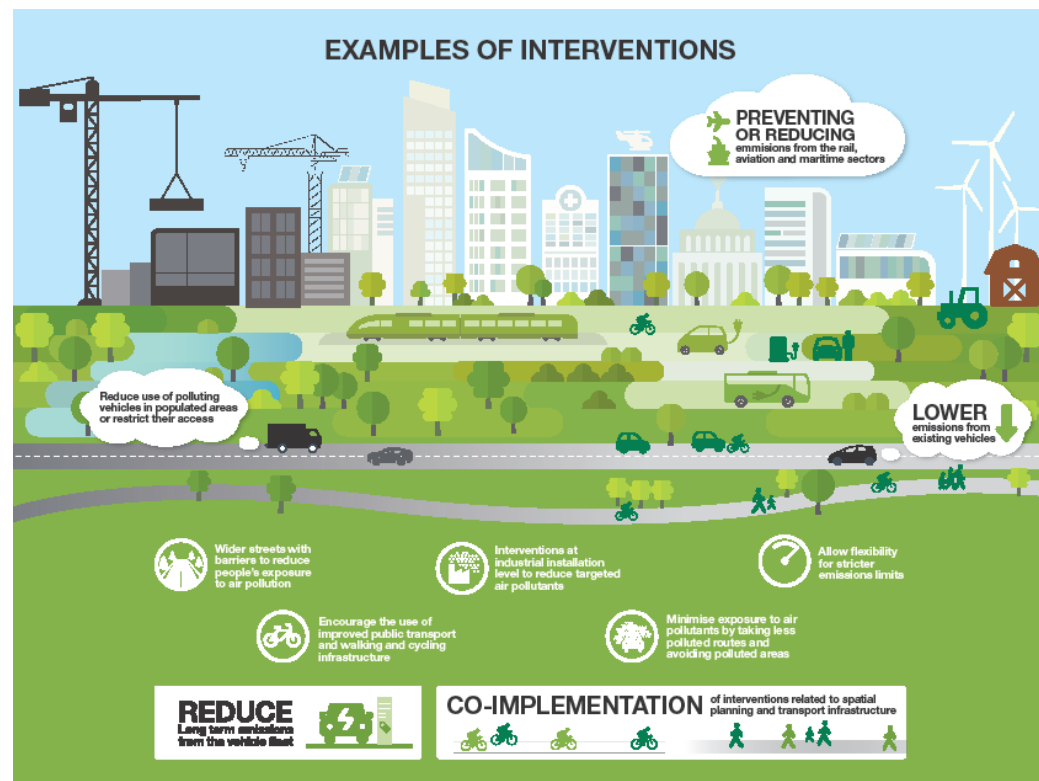 EXAMPLES OF INTERVENTIONS
PREVENTING
OR REDUCING
emmisions from the rail,
aviation and maritime sectors
Reduce use of polluting
vehicles in populated areas
or restrict their access
LOWER
emissions from
existing vehicles
Wider streets with
barriers to reduce
people's exposure
to air pollution
Interventions at
industrial installation
level to reduce targeted
air pollutants
Allow flexibility
for stricter
emissions limits
Encourage the use of
improved public transport
and walking and cycling
infrastructure
Minimise exposure to air
pollutants by taking less
polluted routes and
avoiding polluted areas
REDUCE
Long term emissions
from the vehicle fleet
CO-IMPLEMENTATION
of interventions related to spatial
planning and transport infrastructure